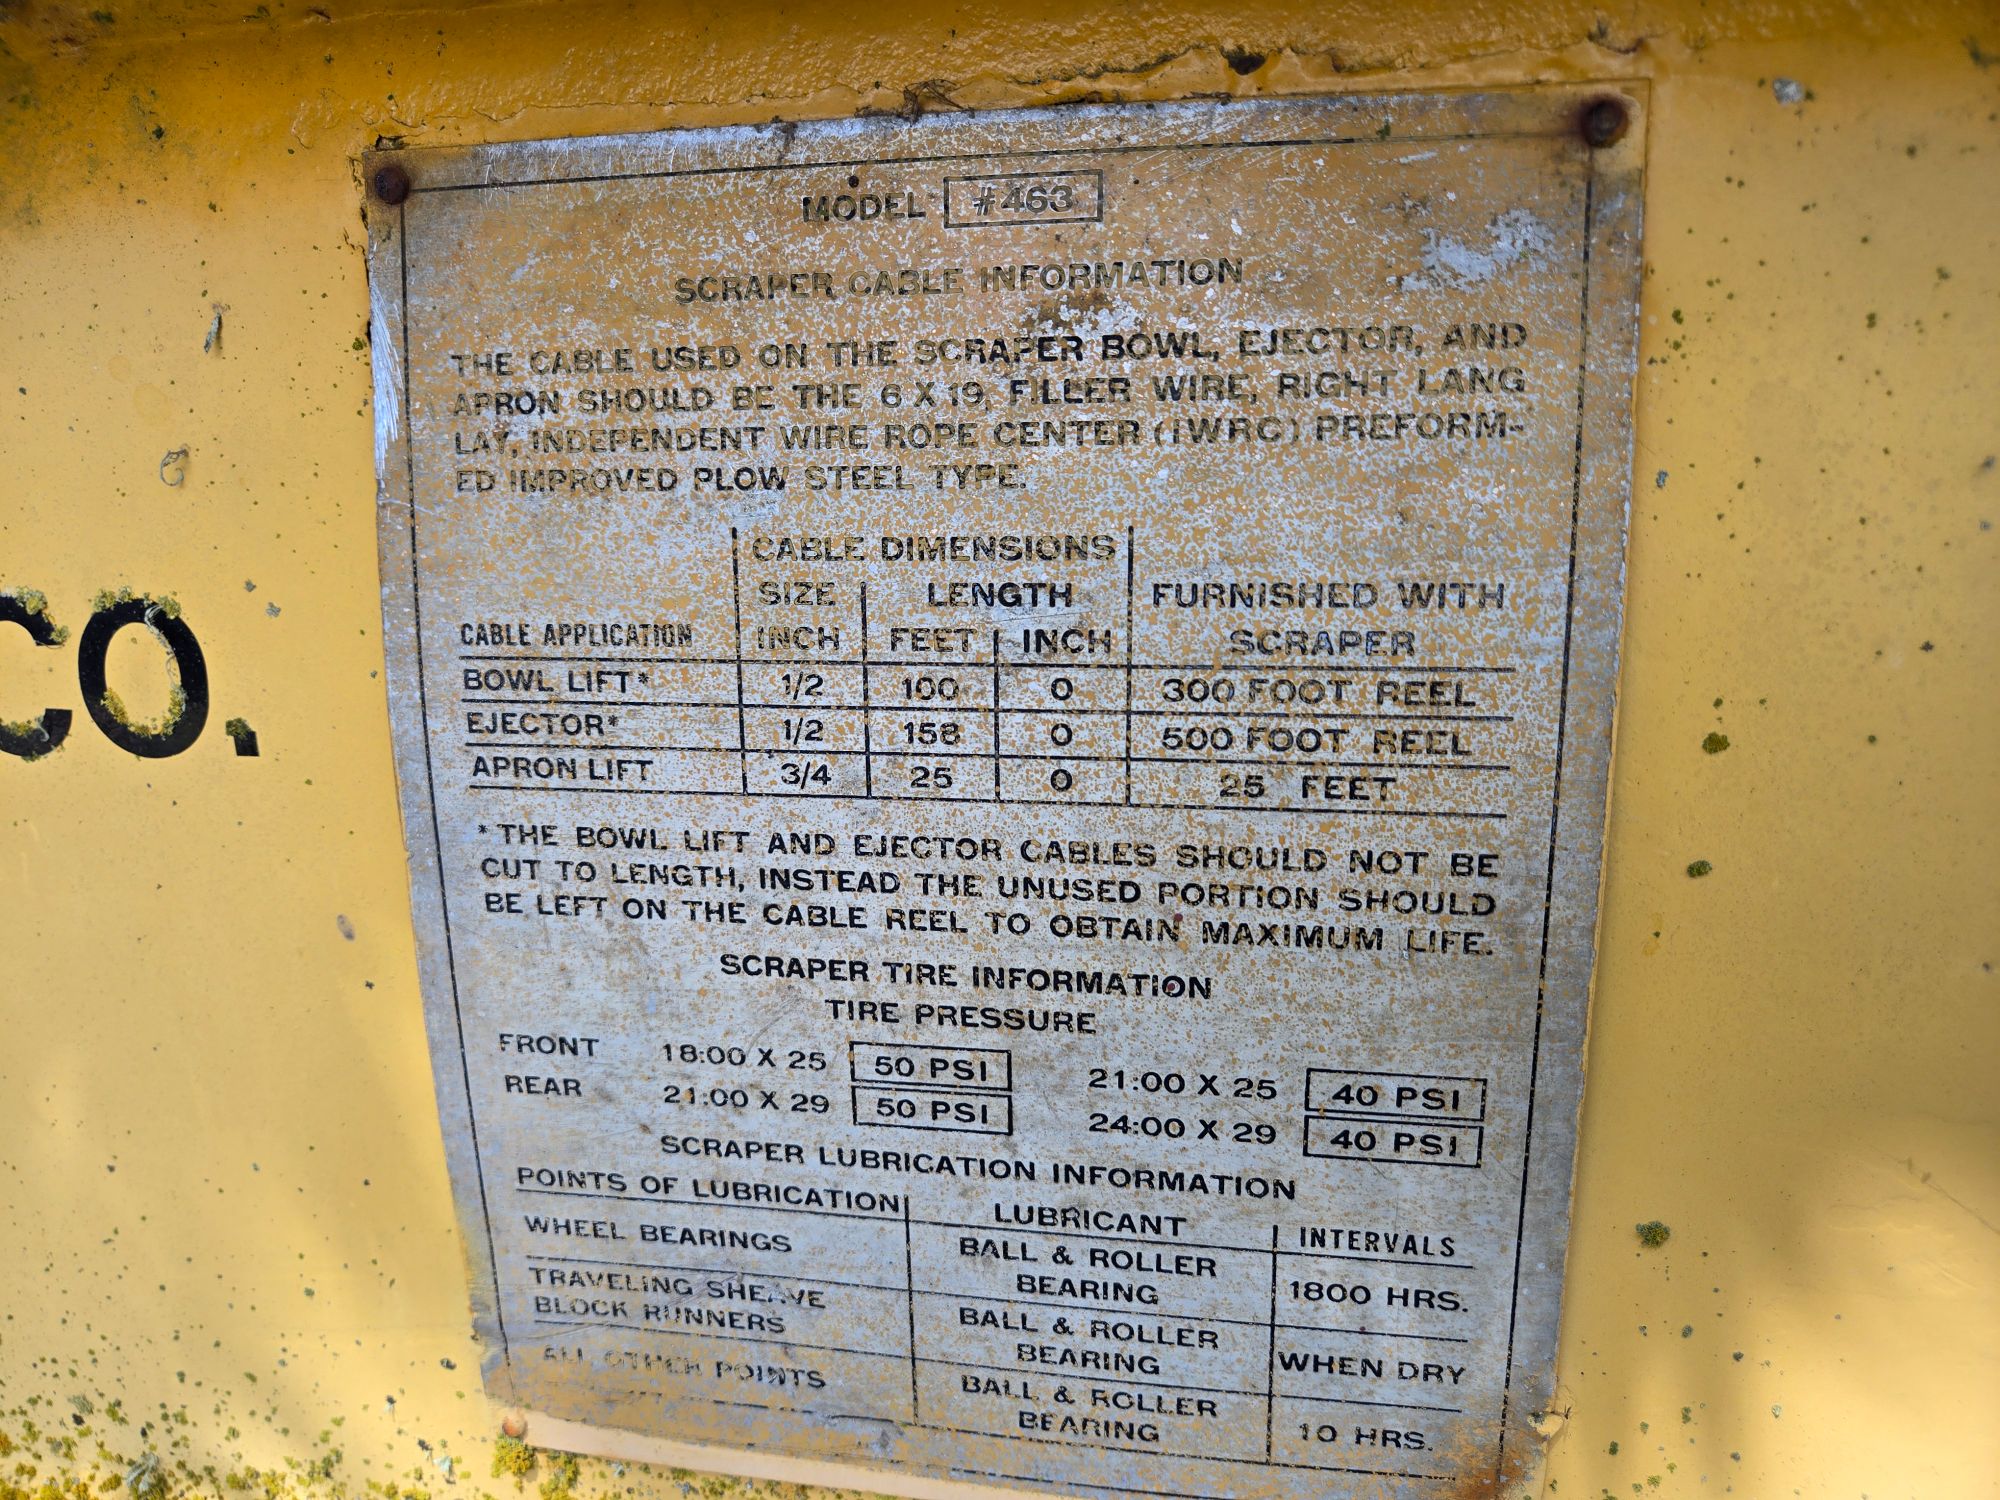 MODEL #463
SCRAPER CABLE INFORMATION
THE CABLE USED ON THE SCRAPER BOWL, EJECTOR, AND
APRON SHOULD BE THE 6 X 19, FILLER WIRE, RIGHT LANG
LAY, INDEPENDENT WIRE ROPE CENTER (IWRC) PREFORM-
ED IMPROVED PLOW STEEL TYPE.
CABLE DIMENSIONS
SIZE LENGTH FURNISHED WITH
CABLE APPLICATION INCH FEET INCH SCRAPER
BOWL LIFT* 1/2 100 0 300 FOOT REEL
EJECTOR* 1/2 158 0 500 FOOT REEL
APRON LIFT 3/4 25 0 25 FEET
*THE BOWL LIFT AND EJECTOR CABLES SHOULD NOT BE
CUT TO LENGTH, INSTEAD THE UNUSED PORTION SHOULD
BE LEFT ON THE CABLE REEL TO OBTAIN MAXIMUM LIFE.
SCRAPER TIRE INFORMATION
TIRE PRESSURE
FRONT 18:00 X 25 50 PSI 21:00 X 25 40 PSI
REAR 21:00 X 29 50 PSI 24:00 X 29 40 PSI
SCRAPER LUBRICATION INFORMATION
POINTS OF LUBRICATION LUBRICANT INTERVALS
WHEEL BEARINGS BALL & ROLLER
BEARING 1800 HRS.
TRAVELING SHEAVE
BLOCK RUNNERS BALL & ROLLER
BEARING WHEN DRY
ALL OTHER POINTS BALL & ROLLER
BEARING 10 HRS.
CO.